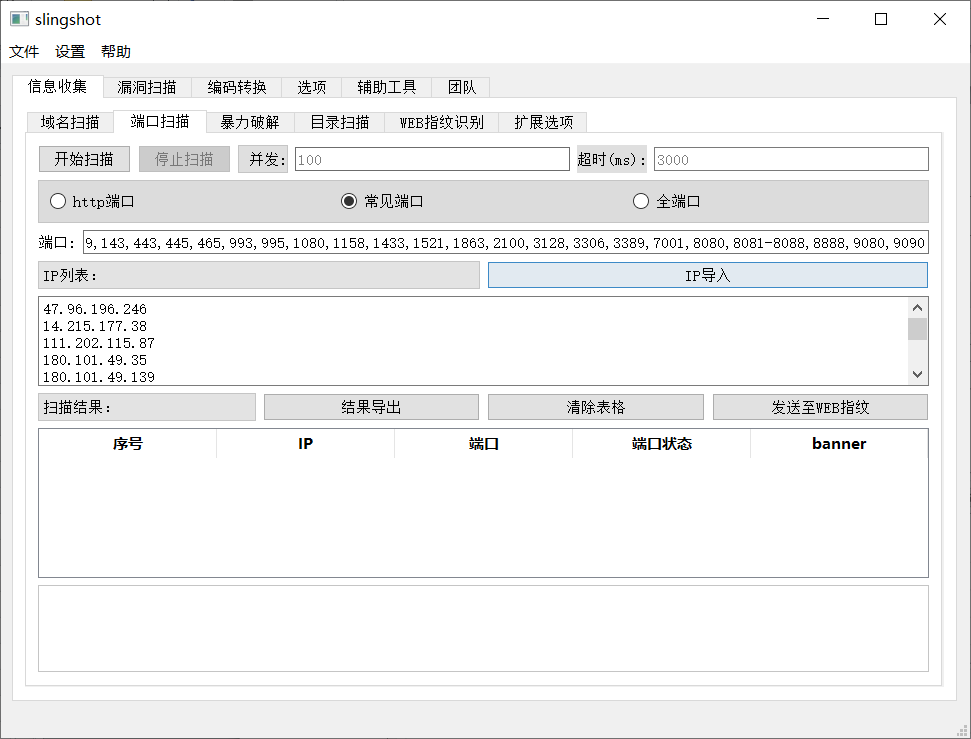 slingshot
文件 设置 帮助
信息收集 漏洞扫描 编码转换 选项 辅助工具 团队
域名扫描 端口扫描 暴力破解 目录扫描 WEB指纹识别 扩展选项
开始扫描 停止扫描 并发: 100 超时(ms): 3000
http端口 常见端口 全端口
端口: 9,143,443,445,465,993,995,1080,1158,1433,1521,1863,2100,3128,3306,3389,7001,8080,8081-8088,8888,9080,9090
IP列表: IP导入
47.96.196.246
14.215.177.38
111.202.115.87
180.101.49.35
180.101.49.139
扫描结果: 结果导出 清除表格 发送至WEB指纹
序号 IP 端口 端口状态 banner